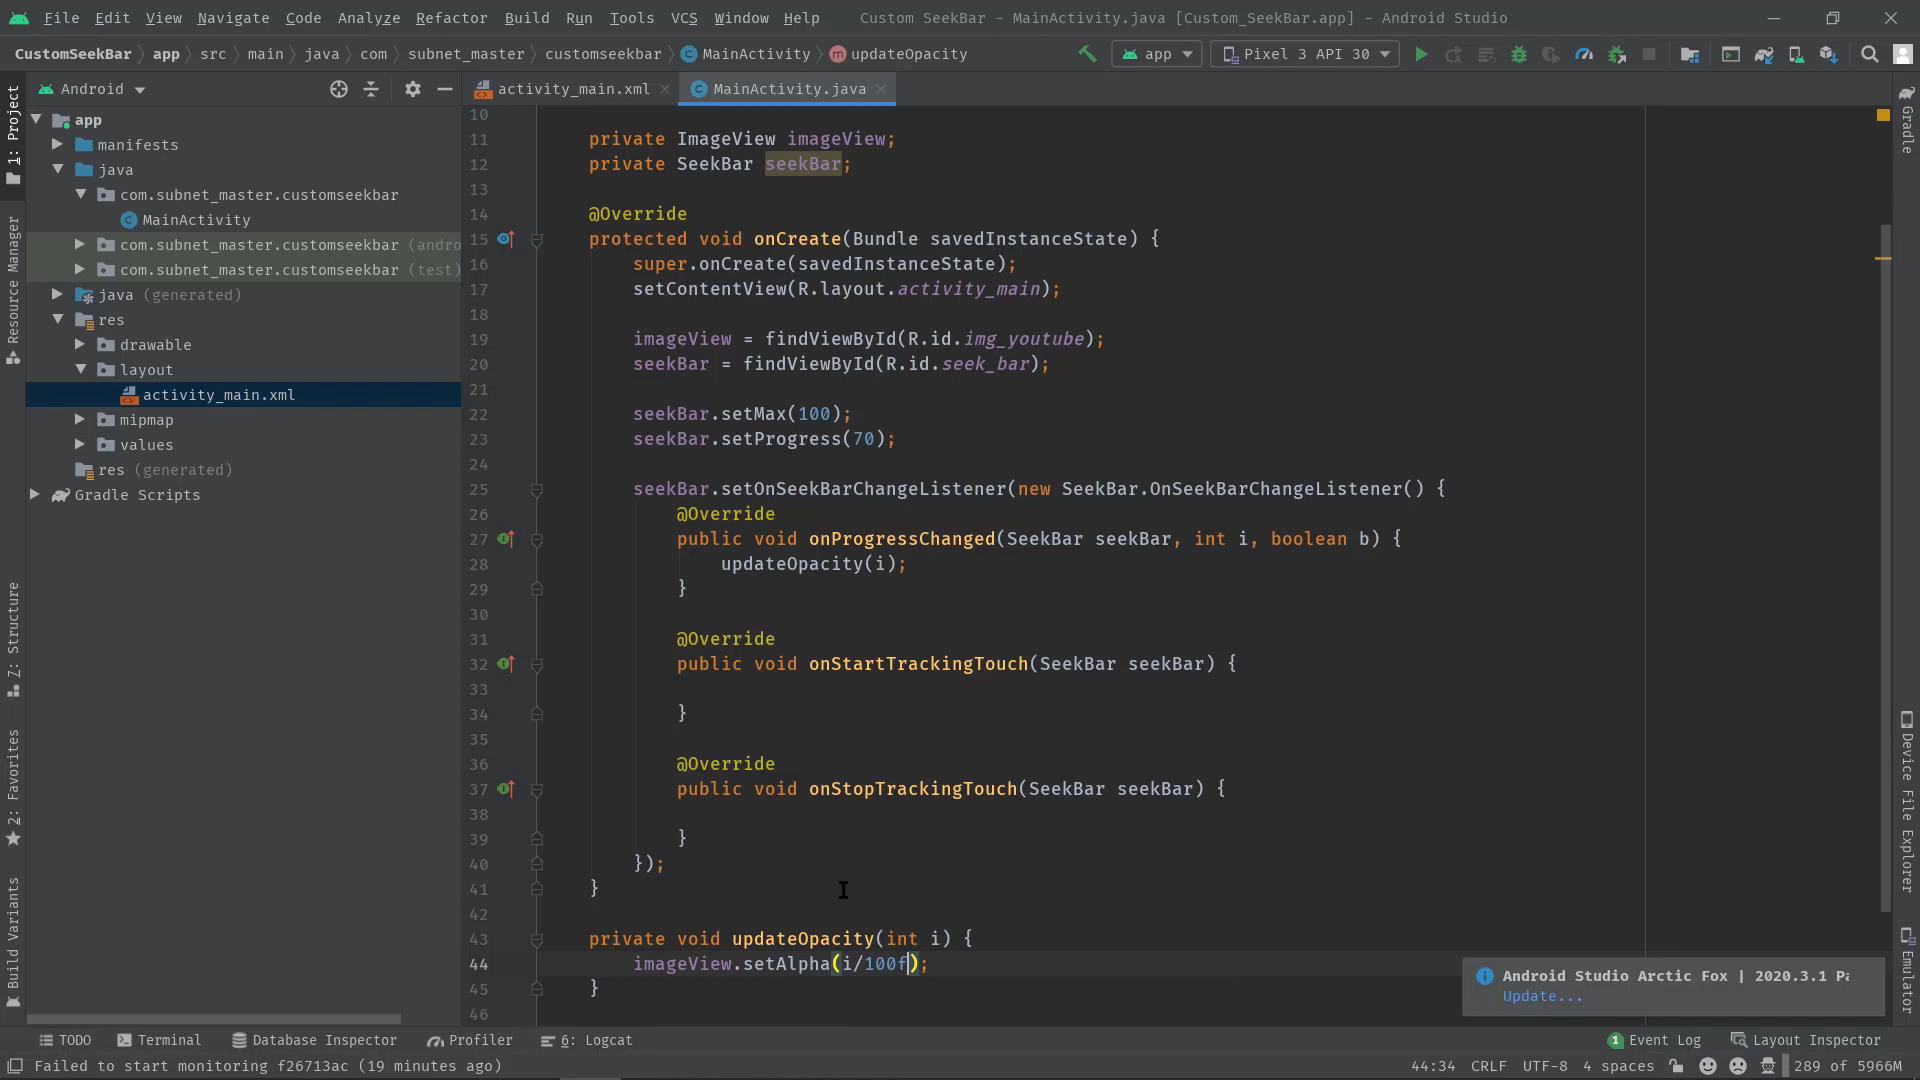 File Edit View Navigate Code Analyze Refactor Build Run Tools VCS Window Help Custom SeekBar - MainActivity.java [Custom_SeekBar.app] - Android Studio
CustomSeekBar app src main java com subnet_master customseekbar MainActivity updateOpacity app Pixel 3 API 30
Android activity_main.xml MainActivity.java
1: Project
Resource Manager
Z: Structure
2: Favorites
Build Variants
app
manifests
java
com.subnet_master.customseekbar
MainActivity
com.subnet_master.customseekbar (andro
com.subnet_master.customseekbar (test)
java (generated)
res
drawable
layout
activity_main.xml
mipmap
values
res (generated)
Gradle Scripts
10
11 private ImageView imageView;
12 private SeekBar seekBar;
13
14 @Override
15 protected void onCreate(Bundle savedInstanceState) {
16 super.onCreate(savedInstanceState);
17 setContentView(R.layout.activity_main);
18
19 imageView = findViewById(R.id.img_youtube);
20 seekBar = findViewById(R.id.seek_bar);
21
22 seekBar.setMax(100);
23 seekBar.setProgress(70);
24
25 seekBar.setOnSeekBarChangeListener(new SeekBar.OnSeekBarChangeListener() {
26 @Override
27 public void onProgressChanged(SeekBar seekBar, int i, boolean b) {
28 updateOpacity(i);
29 }
30
31 @Override
32 public void onStartTrackingTouch(SeekBar seekBar) {
33
34 }
35
36 @Override
37 public void onStopTrackingTouch(SeekBar seekBar) {
38
39 }
40 });
41 }
42
43 private void updateOpacity(int i) {
44 imageView.setAlpha(i/100f);
45 }
46
Gradle
Device File Explorer
Emulator
Android Studio Arctic Fox | 2020.3.1 Pa
Update...
TODO Terminal Database Inspector Profiler 6: Logcat 1 Event Log Layout Inspector
Failed to start monitoring f26713ac (19 minutes ago) 44:34 CRLF UTF-8 4 spaces 289 of 5966M